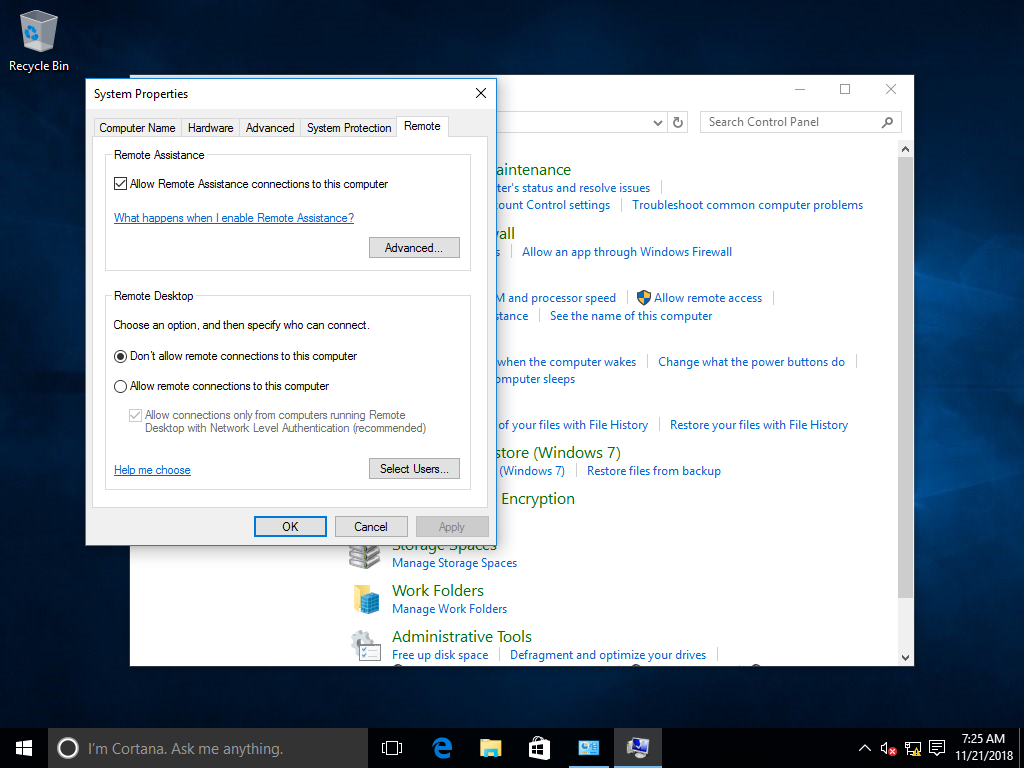 Recycle Bin
System Properties
Computer Name
Hardware
Advanced
System Protection
Remote
Remote Assistance
Allow Remote Assistance connections to this computer
What happens when I enable Remote Assistance?
Advanced...
Remote Desktop
Choose an option, and then specify who can connect.
Don't allow remote connections to this computer
Allow remote connections to this computer
Allow connections only from computers running Remote
Desktop with Network Level Authentication (recommended)
Help me choose
Select Users...
OK
Cancel
Apply
Search Control Panel
aintenance
ter's status and resolve issues
ount Control settings
Troubleshoot common computer problems
vall
s
Allow an app through Windows Firewall
M and processor speed
Allow remote access
stance
See the name of this computer
when the computer wakes
Change what the power buttons do
omputer sleeps
of your files with File History
Restore your files with File History
store (Windows 7)
(Windows 7)
Restore files from backup
Encryption
Storage Spaces
Manage Storage Spaces
Work Folders
Manage Work Folders
Administrative Tools
Free up disk space
Defragment and optimize your drives
I'm Cortana. Ask me anything.
7:25 AM
11/21/2018